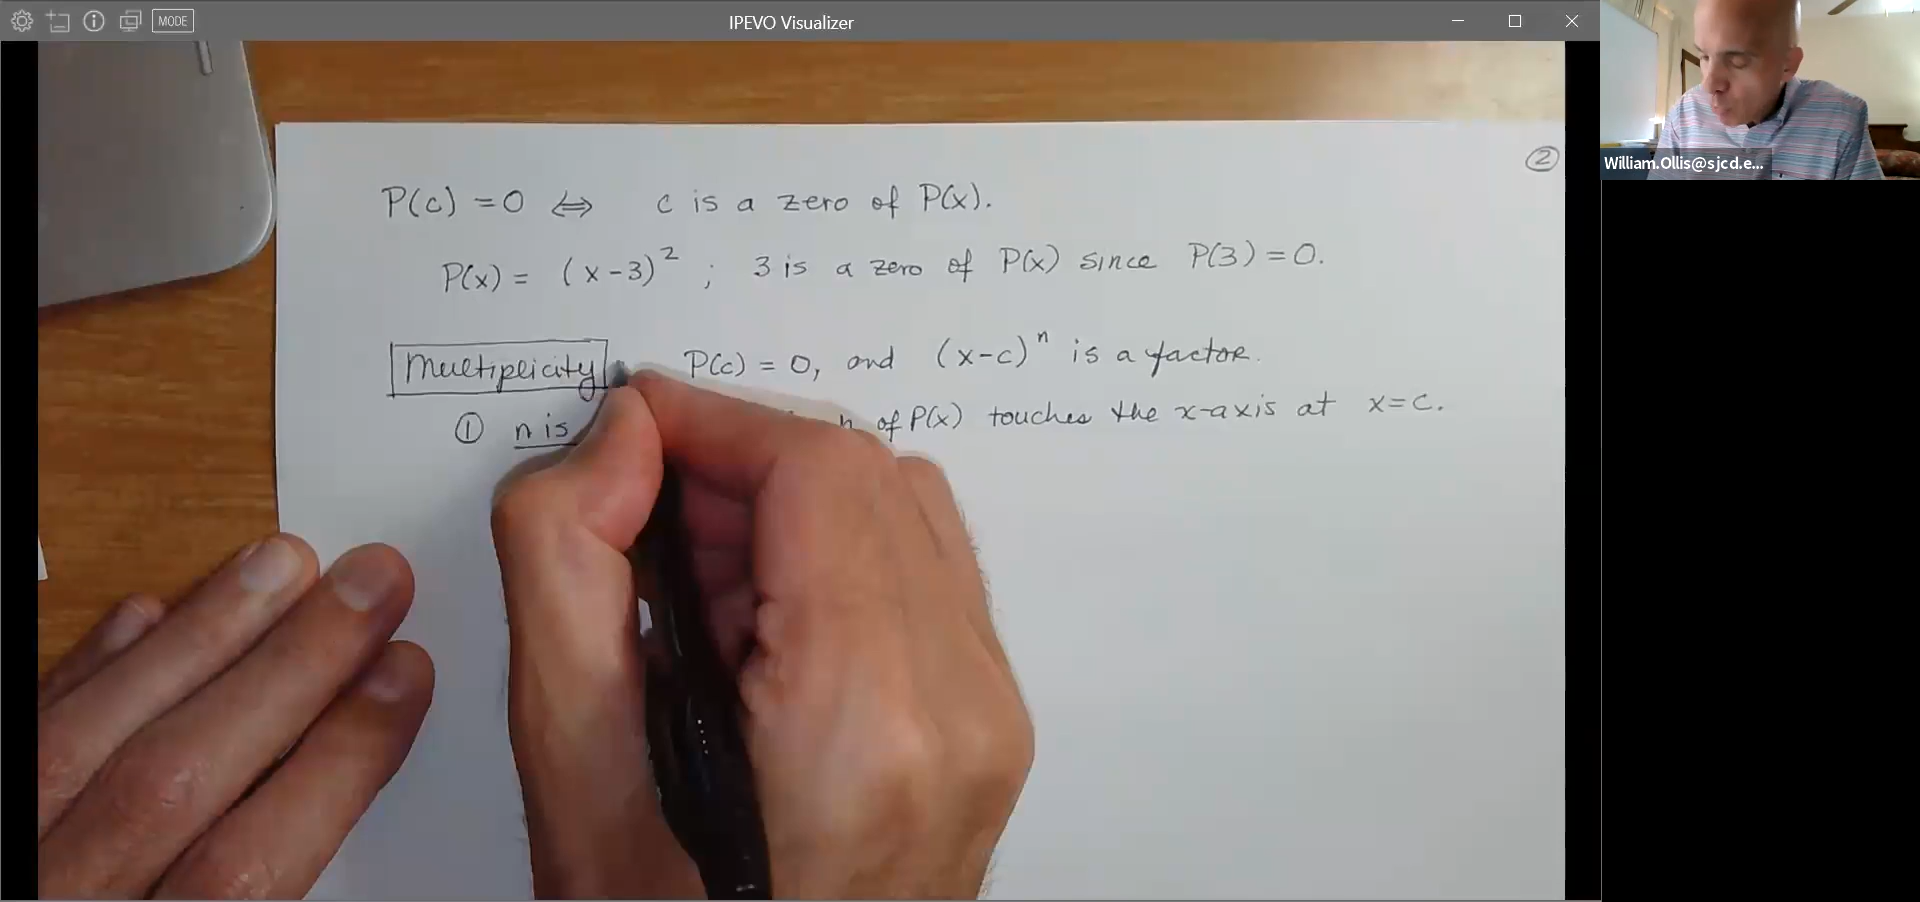 MODE
IPEVO Visualizer
William.Ollis@sjcd.e...
2
P(c) = 0 ⇔ c is a zero of P(x).
P(x) = (x-3)² ; 3 is a zero of P(x) since P(3) = 0.
Multiplicity P(c) = 0, and (x-c)ⁿ is a factor.
① n is of P(x) touches the x-axis at x=c.